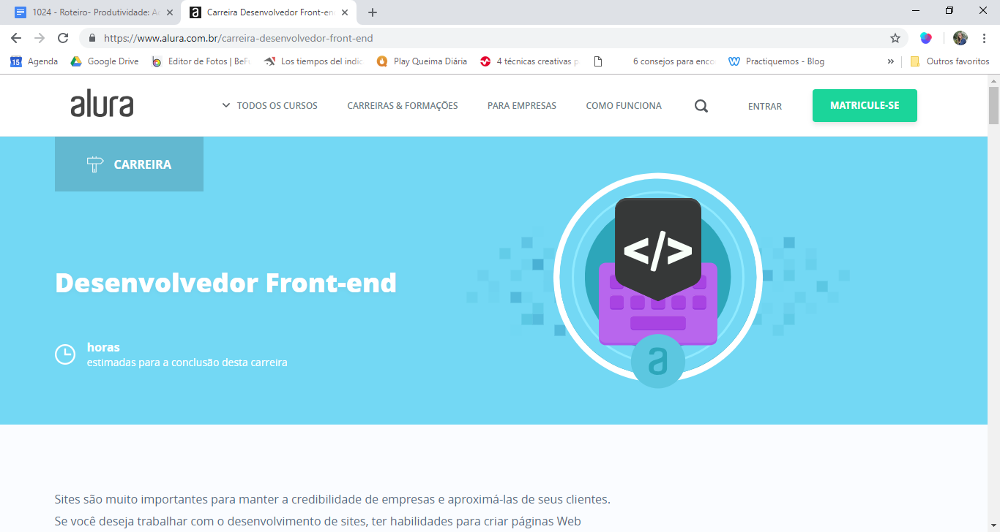 1024 - Roteiro- Produtividade: Ac
Carreira Desenvolvedor Front-en
https://www.alura.com.br/carreira-desenvolvedor-front-end
15 Agenda
Google Drive
Editor de Fotos | BeFu
Los tiempos del indic
Play Queima Diária
4 técnicas creativas p
6 consejos para enco
Practiquemos - Blog
»
Outros favoritos
alura
TODOS OS CURSOS
CARREIRAS & FORMAÇÕES
PARA EMPRESAS
COMO FUNCIONA
ENTRAR
MATRICULE-SE
CARREIRA
</>
a
Desenvolvedor Front-end
horas
estimadas para a conclusão desta carreira
Sites são muito importantes para manter a credibilidade de empresas e aproximá-las de seus clientes.
Se você deseja trabalhar com o desenvolvimento de sites, ter habilidades para criar páginas Web